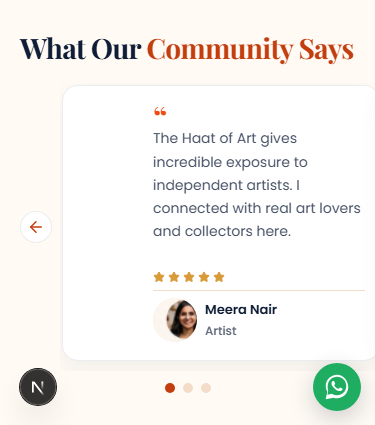 What Our Community Says
“
The Haat of Art gives
incredible exposure to
independent artists. I
connected with real art lovers
and collectors here.
Meera Nair
Artist
N